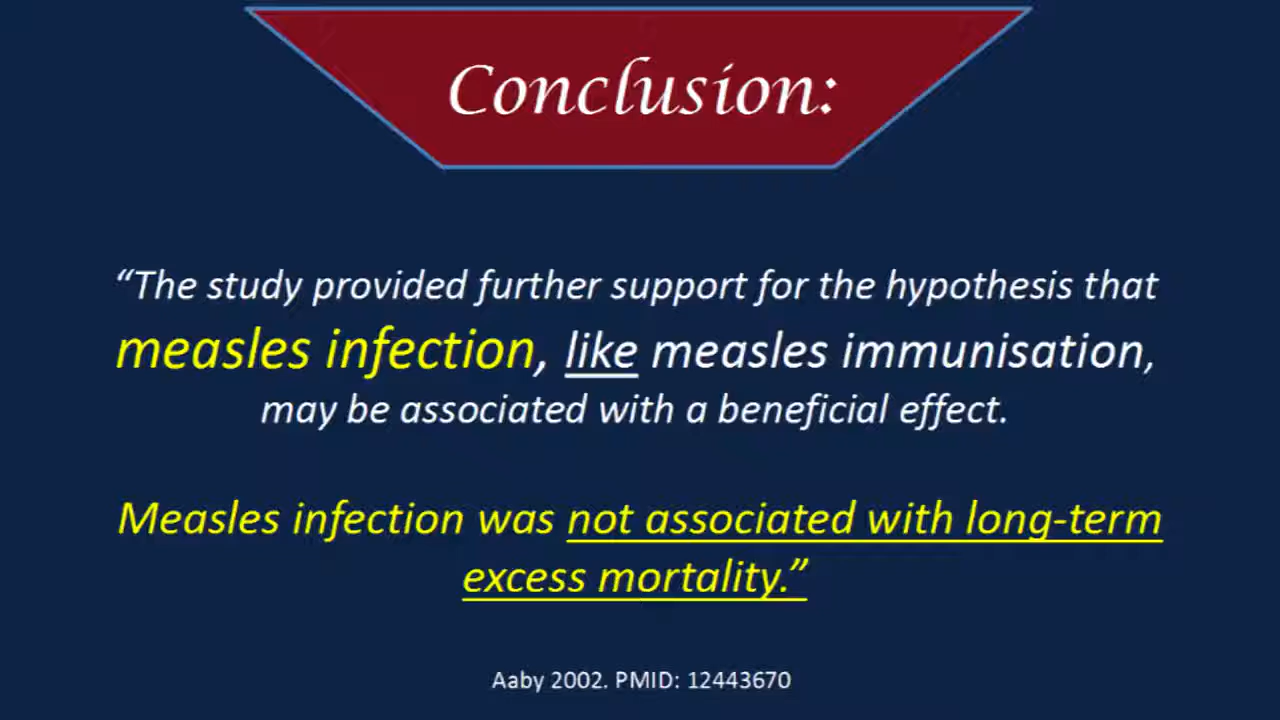 Conclusion:
“The study provided further support for the hypothesis that
measles infection, like measles immunisation,
may be associated with a beneficial effect.
Measles infection was not associated with long-term
excess mortality.”
Aaby 2002. PMID: 12443670